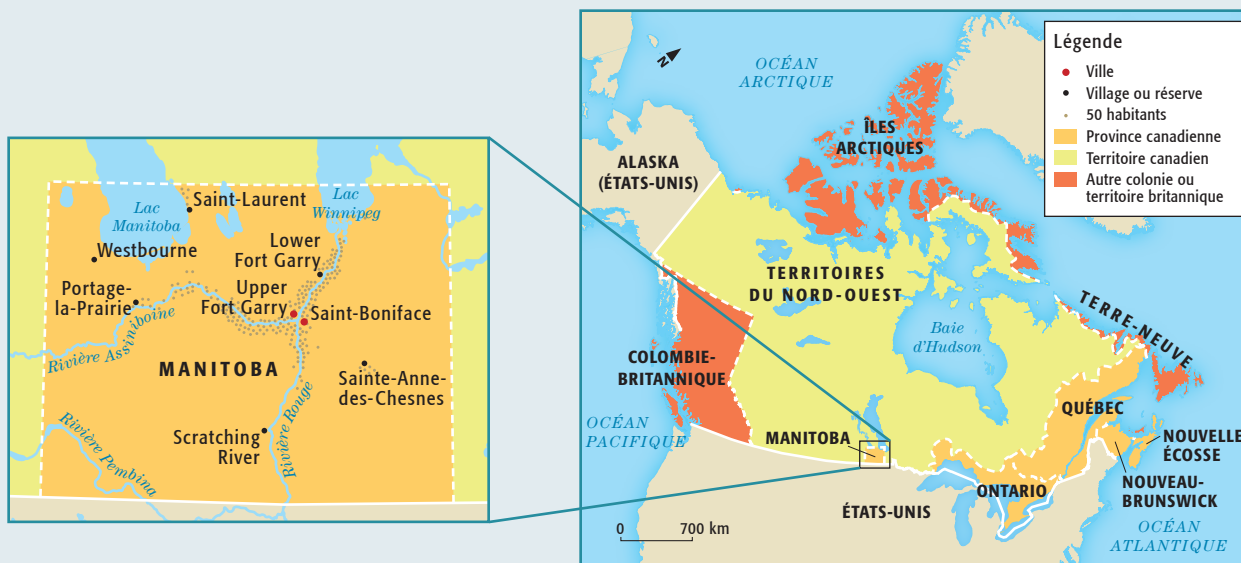 Lac
Manitoba
Saint-Laurent
Lac
Winnipeg
Westbourne
Lower
Fort Garry
Upper
Fort Garry
Portage-
la-Prairie
Saint-Boniface
Rivière Assiniboine
MANITOBA
Sainte-Anne-
des-Chesnes
Rivière Rouge
Scratching
River
Rivière Pembina
N
OCÉAN
ARCTIQUE
ÎLES
ARCTIQUES
ALASKA
(ÉTATS-UNIS)
TERRITOIRES
DU NORD-OUEST
Baie
d'Hudson
TERRE-NEUVE
COLOMBIE-
BRITANNIQUE
OCÉAN
PACIFIQUE
MANITOBA
QUÉBEC
NOUVELLE
ÉCOSSE
NOUVEAU-
BRUNSWICK
ONTARIO
ÉTATS-UNIS
OCÉAN
ATLANTIQUE
0 700 km
Légende
Ville
Village ou réserve
50 habitants
Province canadienne
Territoire canadien
Autre colonie ou
territoire britannique